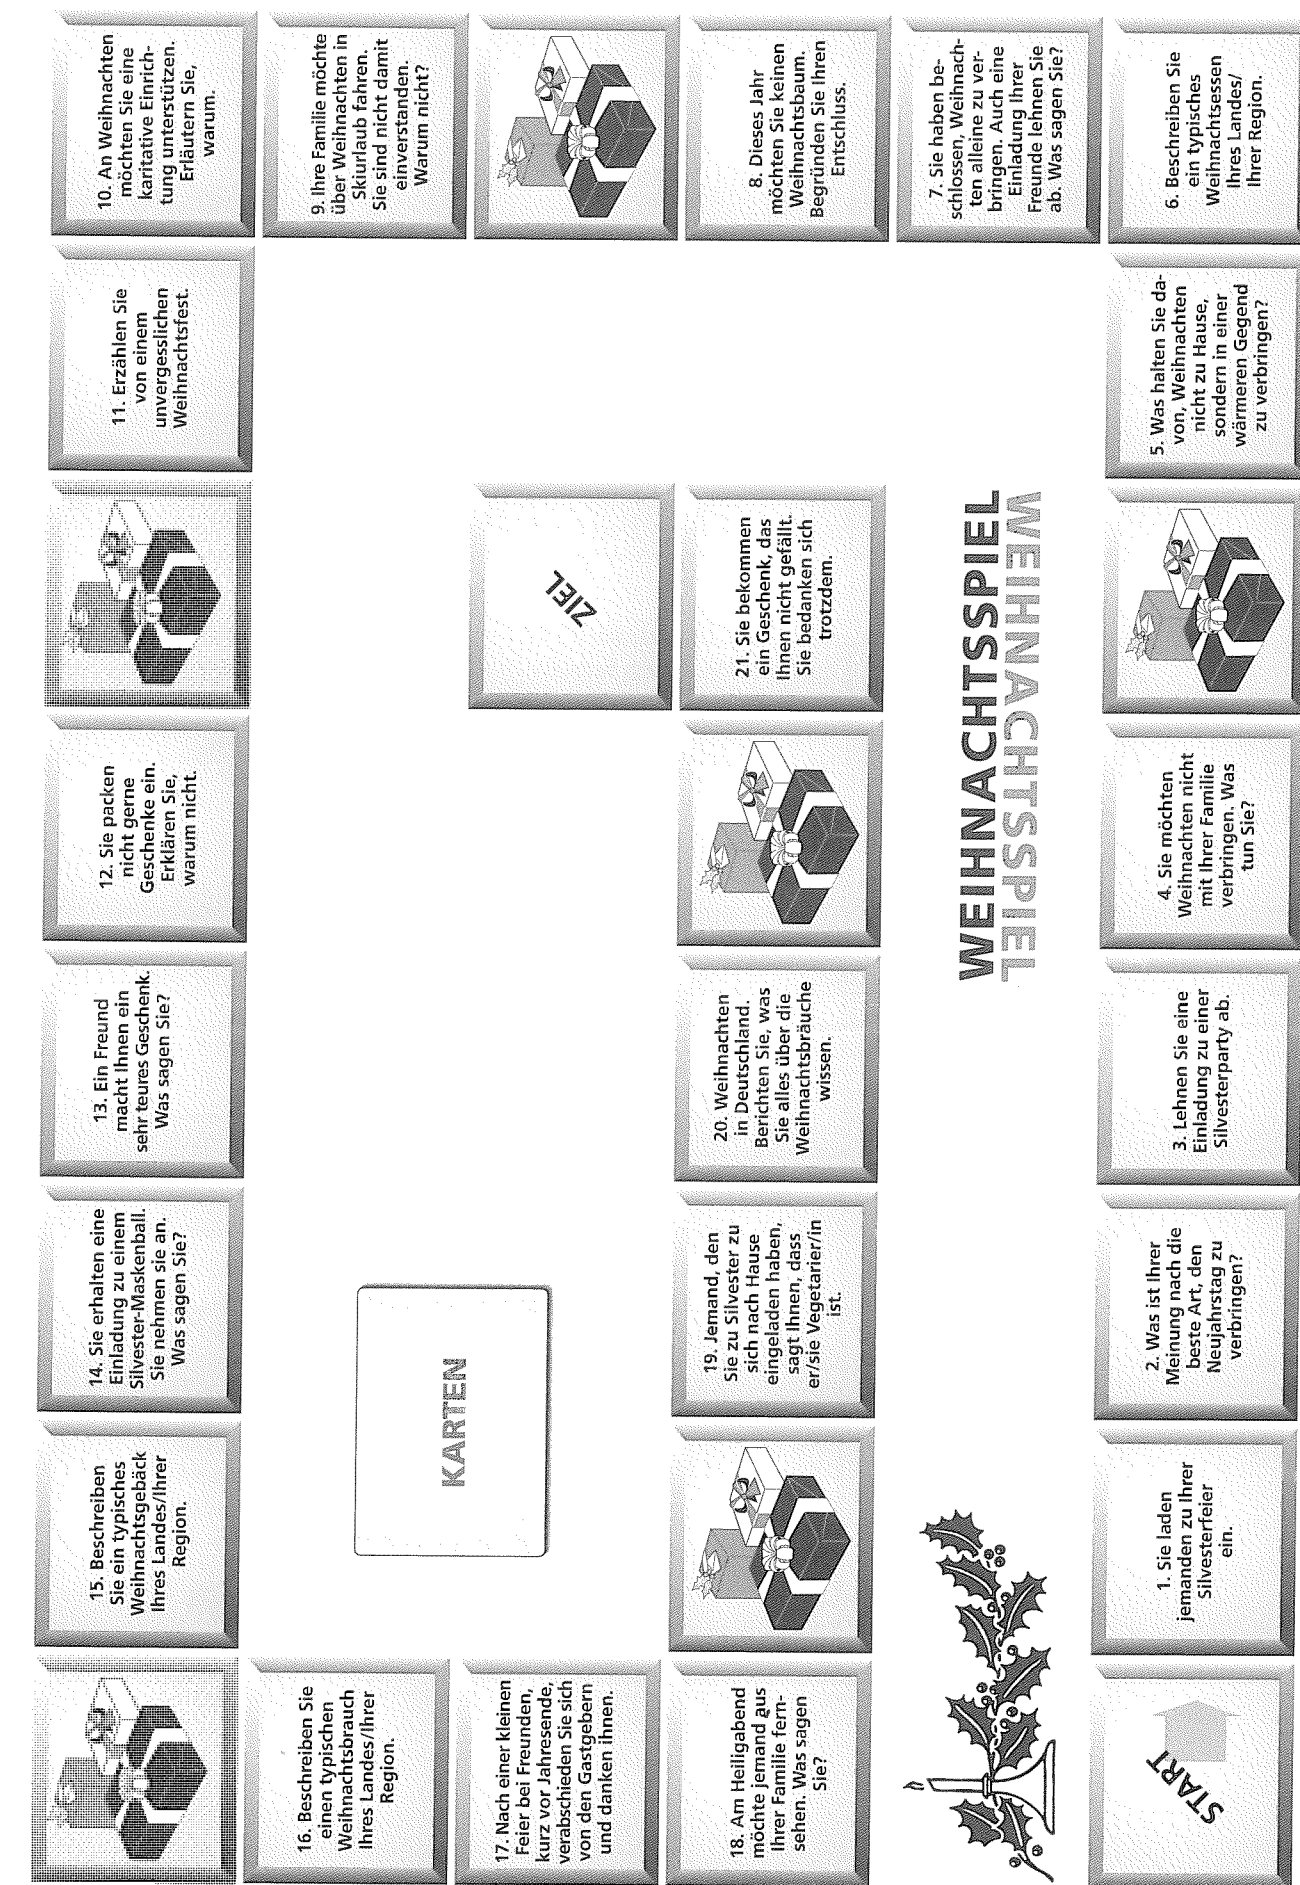 START
1. Sie laden
jemanden zu Ihrer
Silvesterfeier
ein.
2. Was ist Ihrer
Meinung nach die
beste Art, den
Neujahrstag zu
verbringen?
3. Lehnen Sie eine
Einladung zu einer
Silvesterparty ab.
4. Sie möchten
Weihnachten nicht
mit Ihrer Familie
verbringen. Was
tun Sie?
5. Was halten Sie da-
von, Weihnachten
nicht zu Hause,
sondern in einer
wärmeren Gegend
zu verbringen?
6. Beschreiben Sie
ein typisches
Weihnachtsessen
Ihres Landes/
Ihrer Region.
7. Sie haben be-
schlossen, Weihnach-
ten alleine zu ver-
bringen. Auch eine
Einladung Ihrer
Freunde lehnen Sie
ab. Was sagen Sie?
8. Dieses Jahr
möchten Sie keinen
Weihnachtsbaum.
Begründen Sie Ihren
Entschluss.
9. Ihre Familie möchte
über Weihnachten in
Skiurlaub fahren.
Sie sind nicht damit
einverstanden.
Warum nicht?
10. An Weihnachten
möchten Sie eine
karitative Einrich-
tung unterstützen.
Erläutern Sie,
warum.
11. Erzählen Sie
von einem
unvergesslichen
Weihnachtsfest.
12. Sie packen
nicht gerne
Geschenke ein.
Erklären Sie,
warum nicht.
13. Ein Freund
macht Ihnen ein
sehr teures Geschenk.
Was sagen Sie?
14. Sie erhalten eine
Einladung zu einem
Silvester-Maskenball.
Sie nehmen sie an.
Was sagen Sie?
15. Beschreiben
Sie ein typisches
Weihnachtsgebäck
Ihres Landes/Ihrer
Region.
16. Beschreiben Sie
einen typischen
Weihnachtsbrauch
Ihres Landes/Ihrer
Region.
17. Nach einer kleinen
Feier bei Freunden,
kurz vor Jahresende,
verabschieden Sie sich
von den Gastgebern
und danken ihnen.
18. Am Heiligabend
möchte jemand aus
Ihrer Familie fern-
sehen. Was sagen
Sie?
19. Jemand, den
Sie zu Silvester zu
sich nach Hause
eingeladen haben,
sagt Ihnen, dass
er/sie Vegetarier/in
ist.
20. Weihnachten
in Deutschland.
Berichten Sie, was
Sie alles über die
Weihnachtsbräuche
wissen.
21. Sie bekommen
ein Geschenk, das
Ihnen nicht gefällt.
Sie bedanken sich
trotzdem.
ZIEL
KARTEN
WEIHNACHTSSPIEL
WEIHNACHTSSPIEL